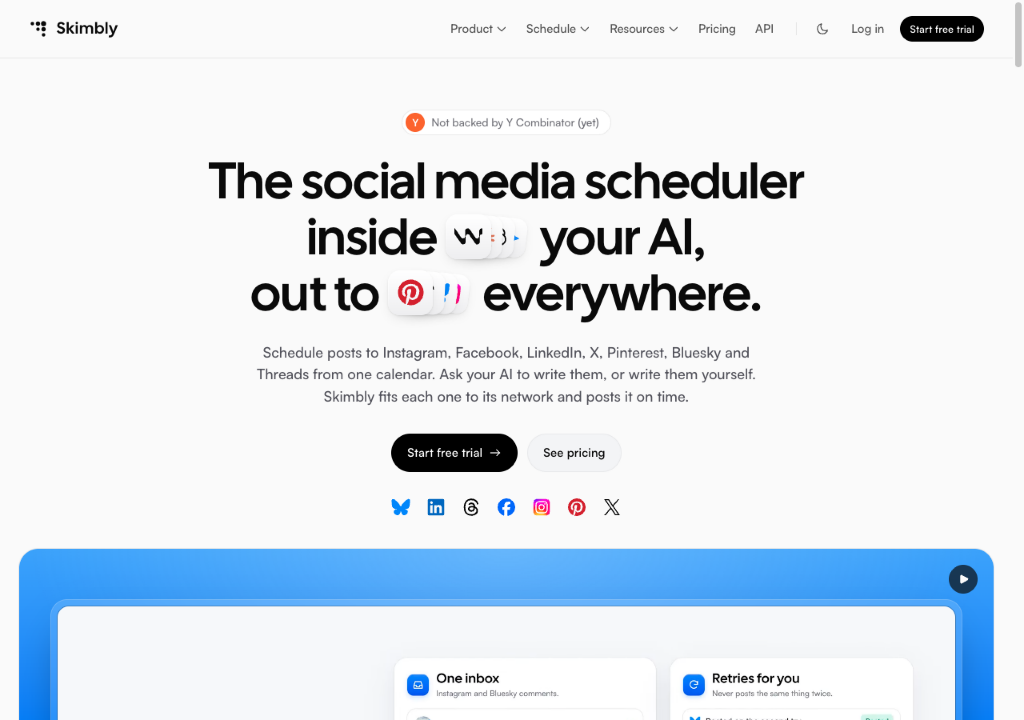 Skimbly
Product
Schedule
Resources
Pricing
API
Log in
Start free trial
Y Not backed by Y Combinator (yet)
The social media scheduler
inside your AI,
out to everywhere.
Schedule posts to Instagram, Facebook, LinkedIn, X, Pinterest, Bluesky and
Threads from one calendar. Ask your AI to write them, or write them yourself.
Skimbly fits each one to its network and posts it on time.
Start free trial →
See pricing
One inbox
Instagram and Bluesky comments.
Retries for you
Never posts the same thing twice.